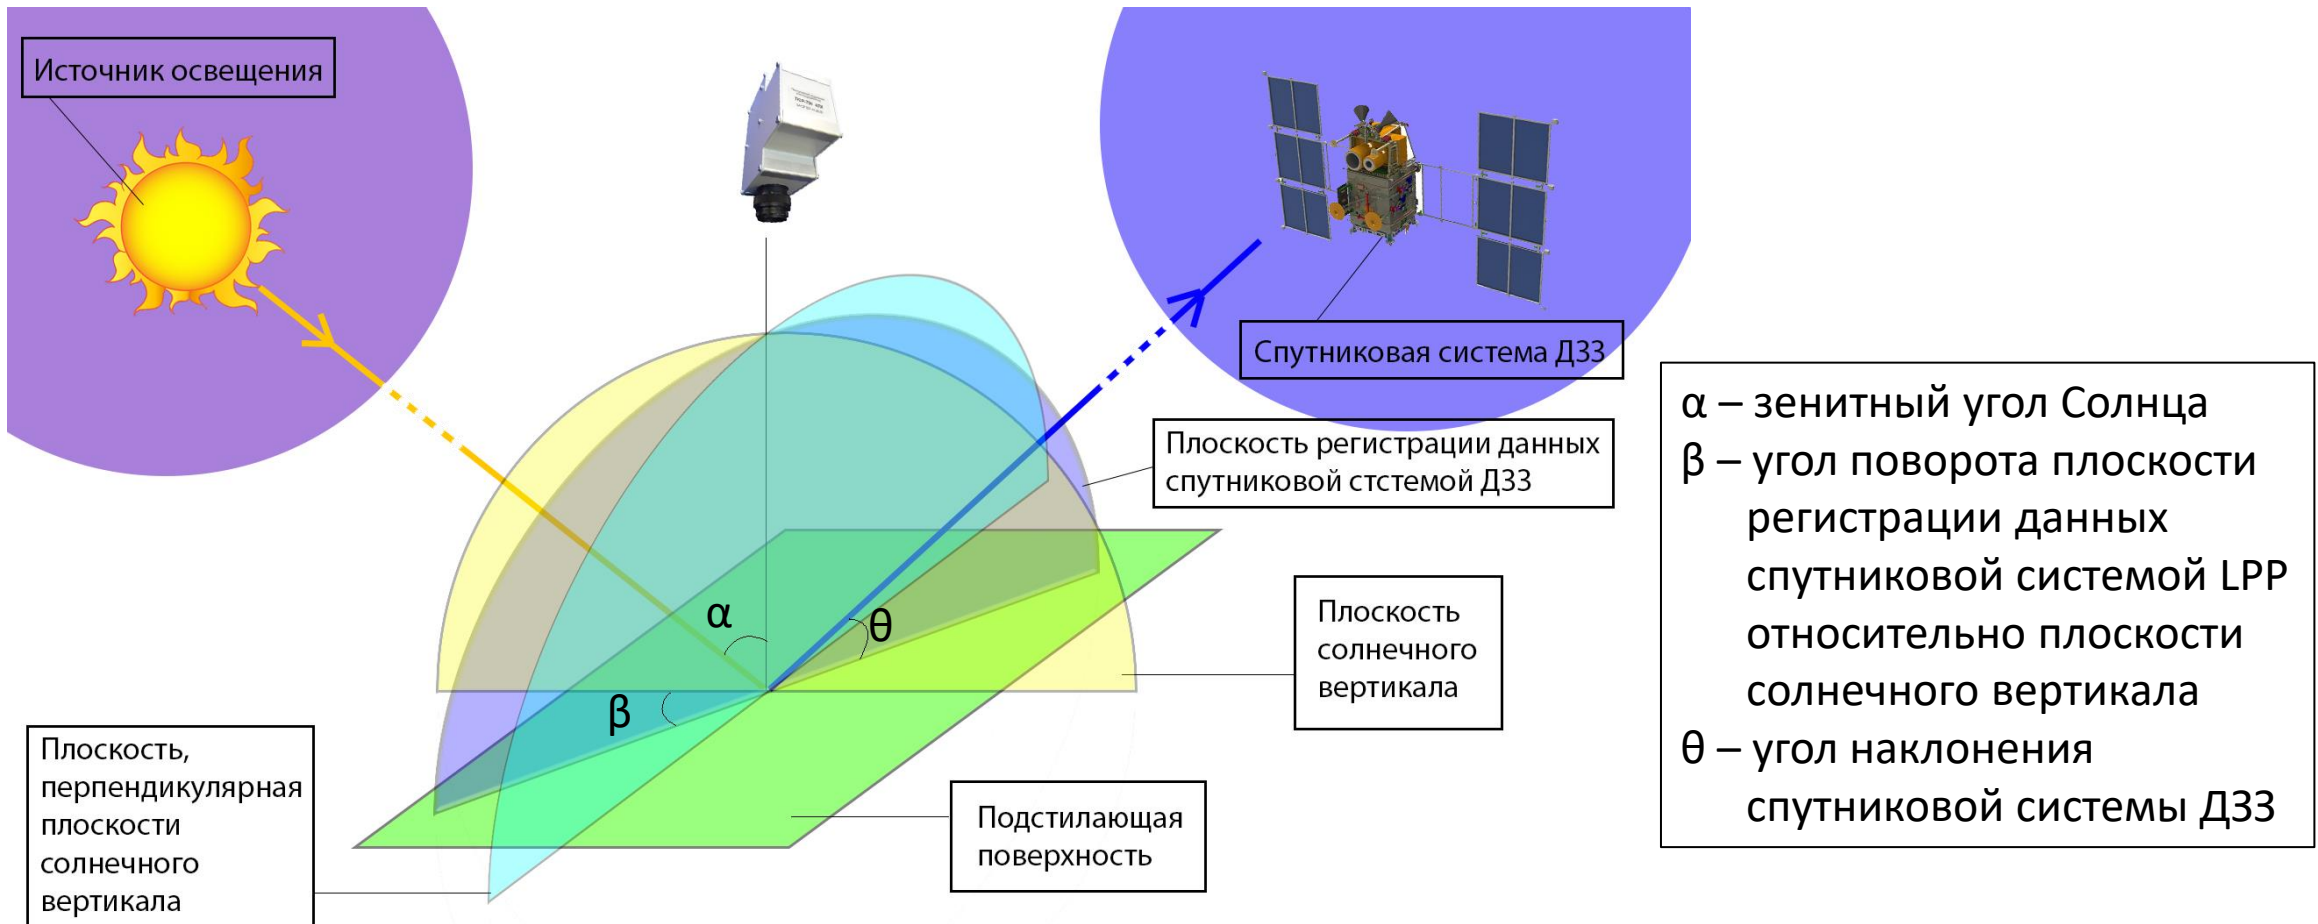 Источник освещения
Спутниковая система ДЗЗ
Плоскость регистрации данных
спутниковой стстемой ДЗЗ
α
θ
β
Плоскость
солнечного
вертикала
Плоскость,
перпендикулярная
плоскости
солнечного
вертикала
Подстилающая
поверхность
α – зенитный угол Солнца
β – угол поворота плоскости
регистрации данных
спутниковой системой LPP
относительно плоскости
солнечного вертикала
θ – угол наклонения
спутниковой системы ДЗЗ